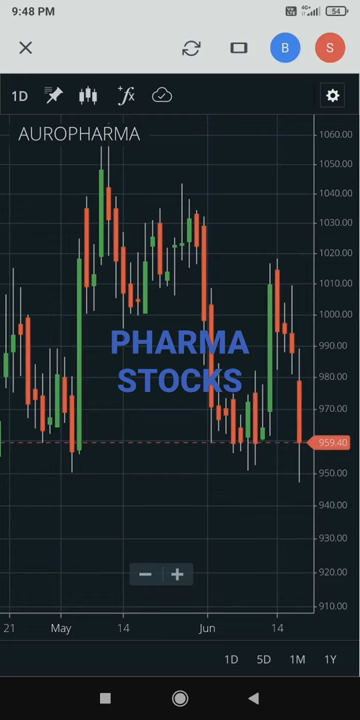 9:48 PM
4G+
54
B
S
1D
fx
AUROPHARMA
1060.00
1050.00
1040.00
1030.00
1020.00
1010.00
1000.00
990.00
980.00
970.00
959.40
950.00
940.00
930.00
920.00
910.00
PHARMA
STOCKS
21 May 14 Jun 14
1D 5D 1M 1Y